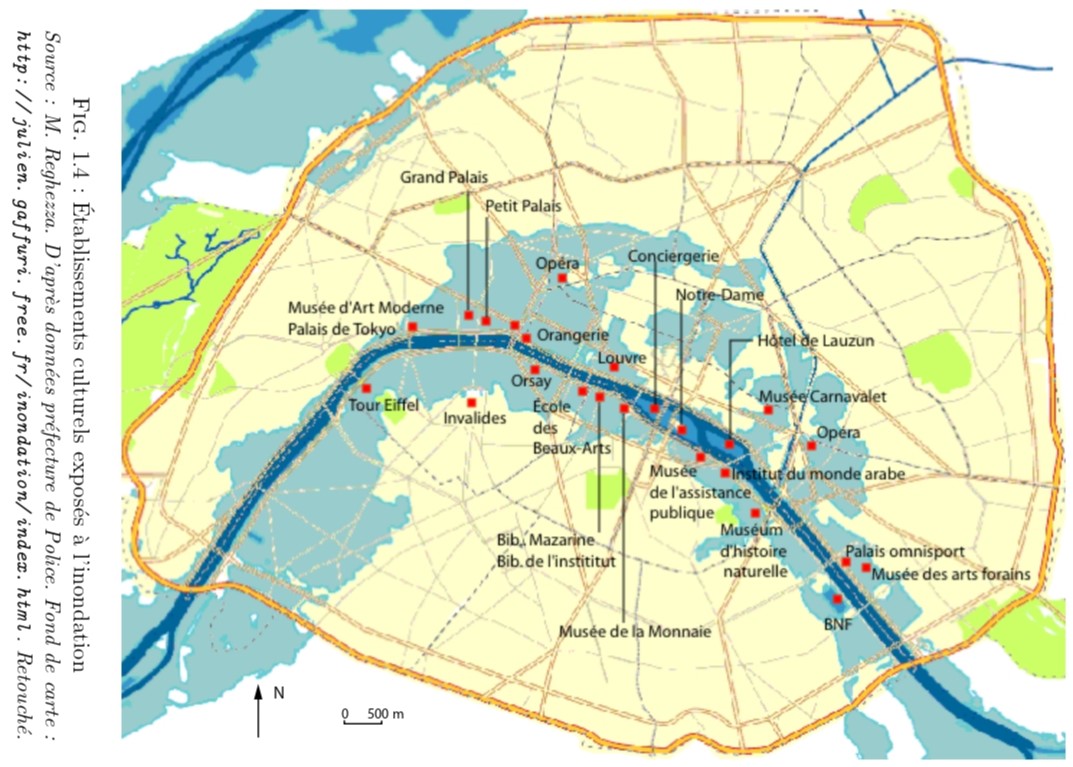 FIG. 1.4 : Établissements culturels exposés à l'inondation
Source : M. Reghezza. D'après données préfecture de Police. Fond de carte :
http://julien.gaffuri.free.fr/inondation/index.html. Retouché.
Grand Palais
Petit Palais
Opéra
Conciergerie
Notre-Dame
Musée d'Art Moderne
Palais de Tokyo
Orangerie
Hôtel de Lauzun
Louvre
Orsay
Musée Carnavalet
Tour Eiffel
Invalides
École
des
Beaux-Arts
Opéra
Musée
de l'assistance
publique
Institut du monde arabe
Muséum
d'histoire
naturelle
Bib. Mazarine
Bib. de l'instititut
Palais omnisport
Musée des arts forains
BNF
Musée de la Monnaie
N
0 500 m